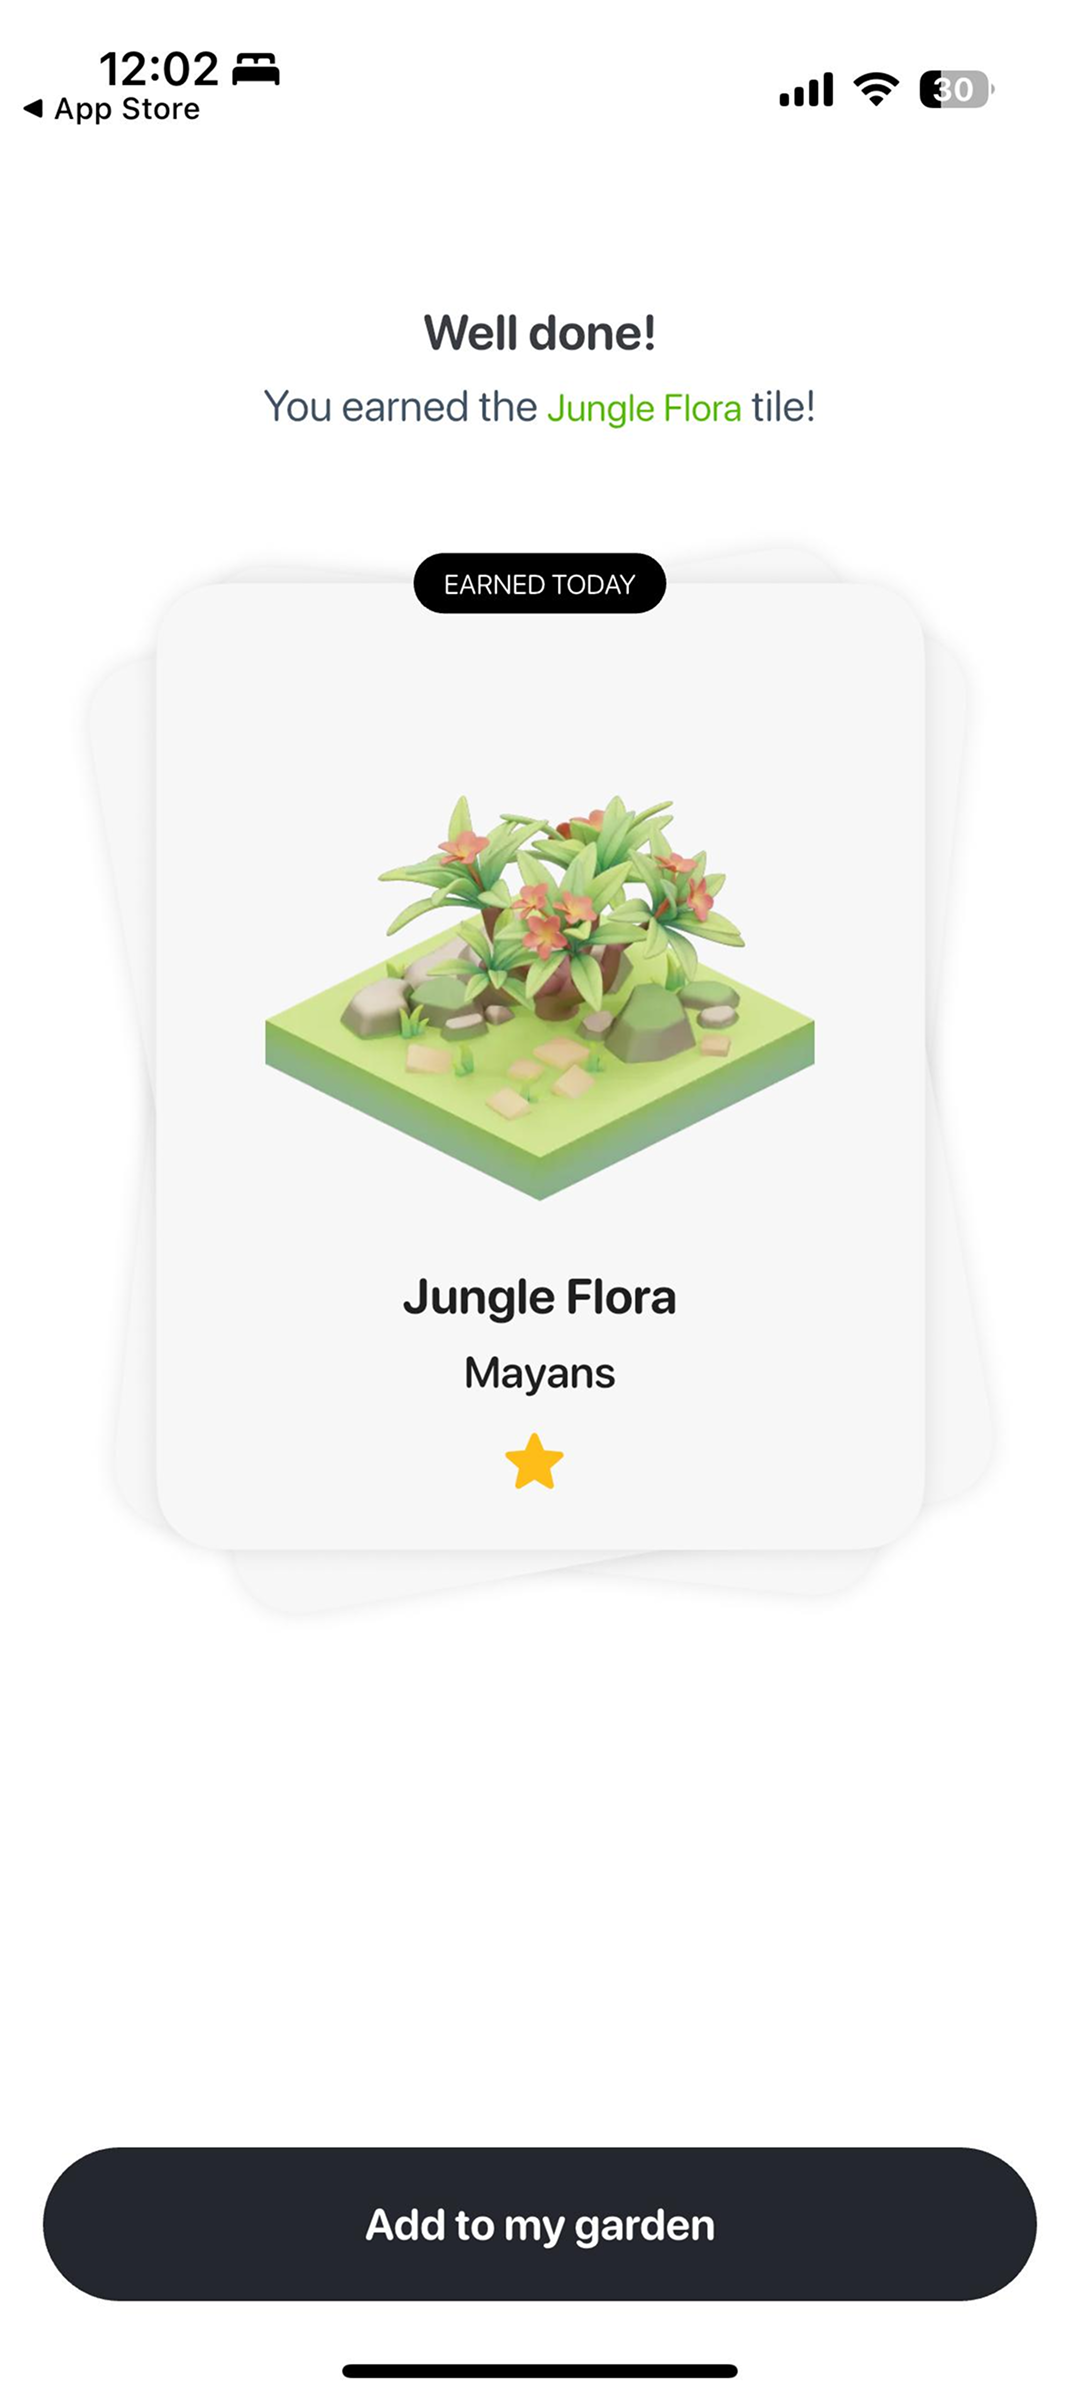 12:02
◀ App Store
30
Well done!
You earned the Jungle Flora tile!
EARNED TODAY
Jungle Flora
Mayans
Add to my garden